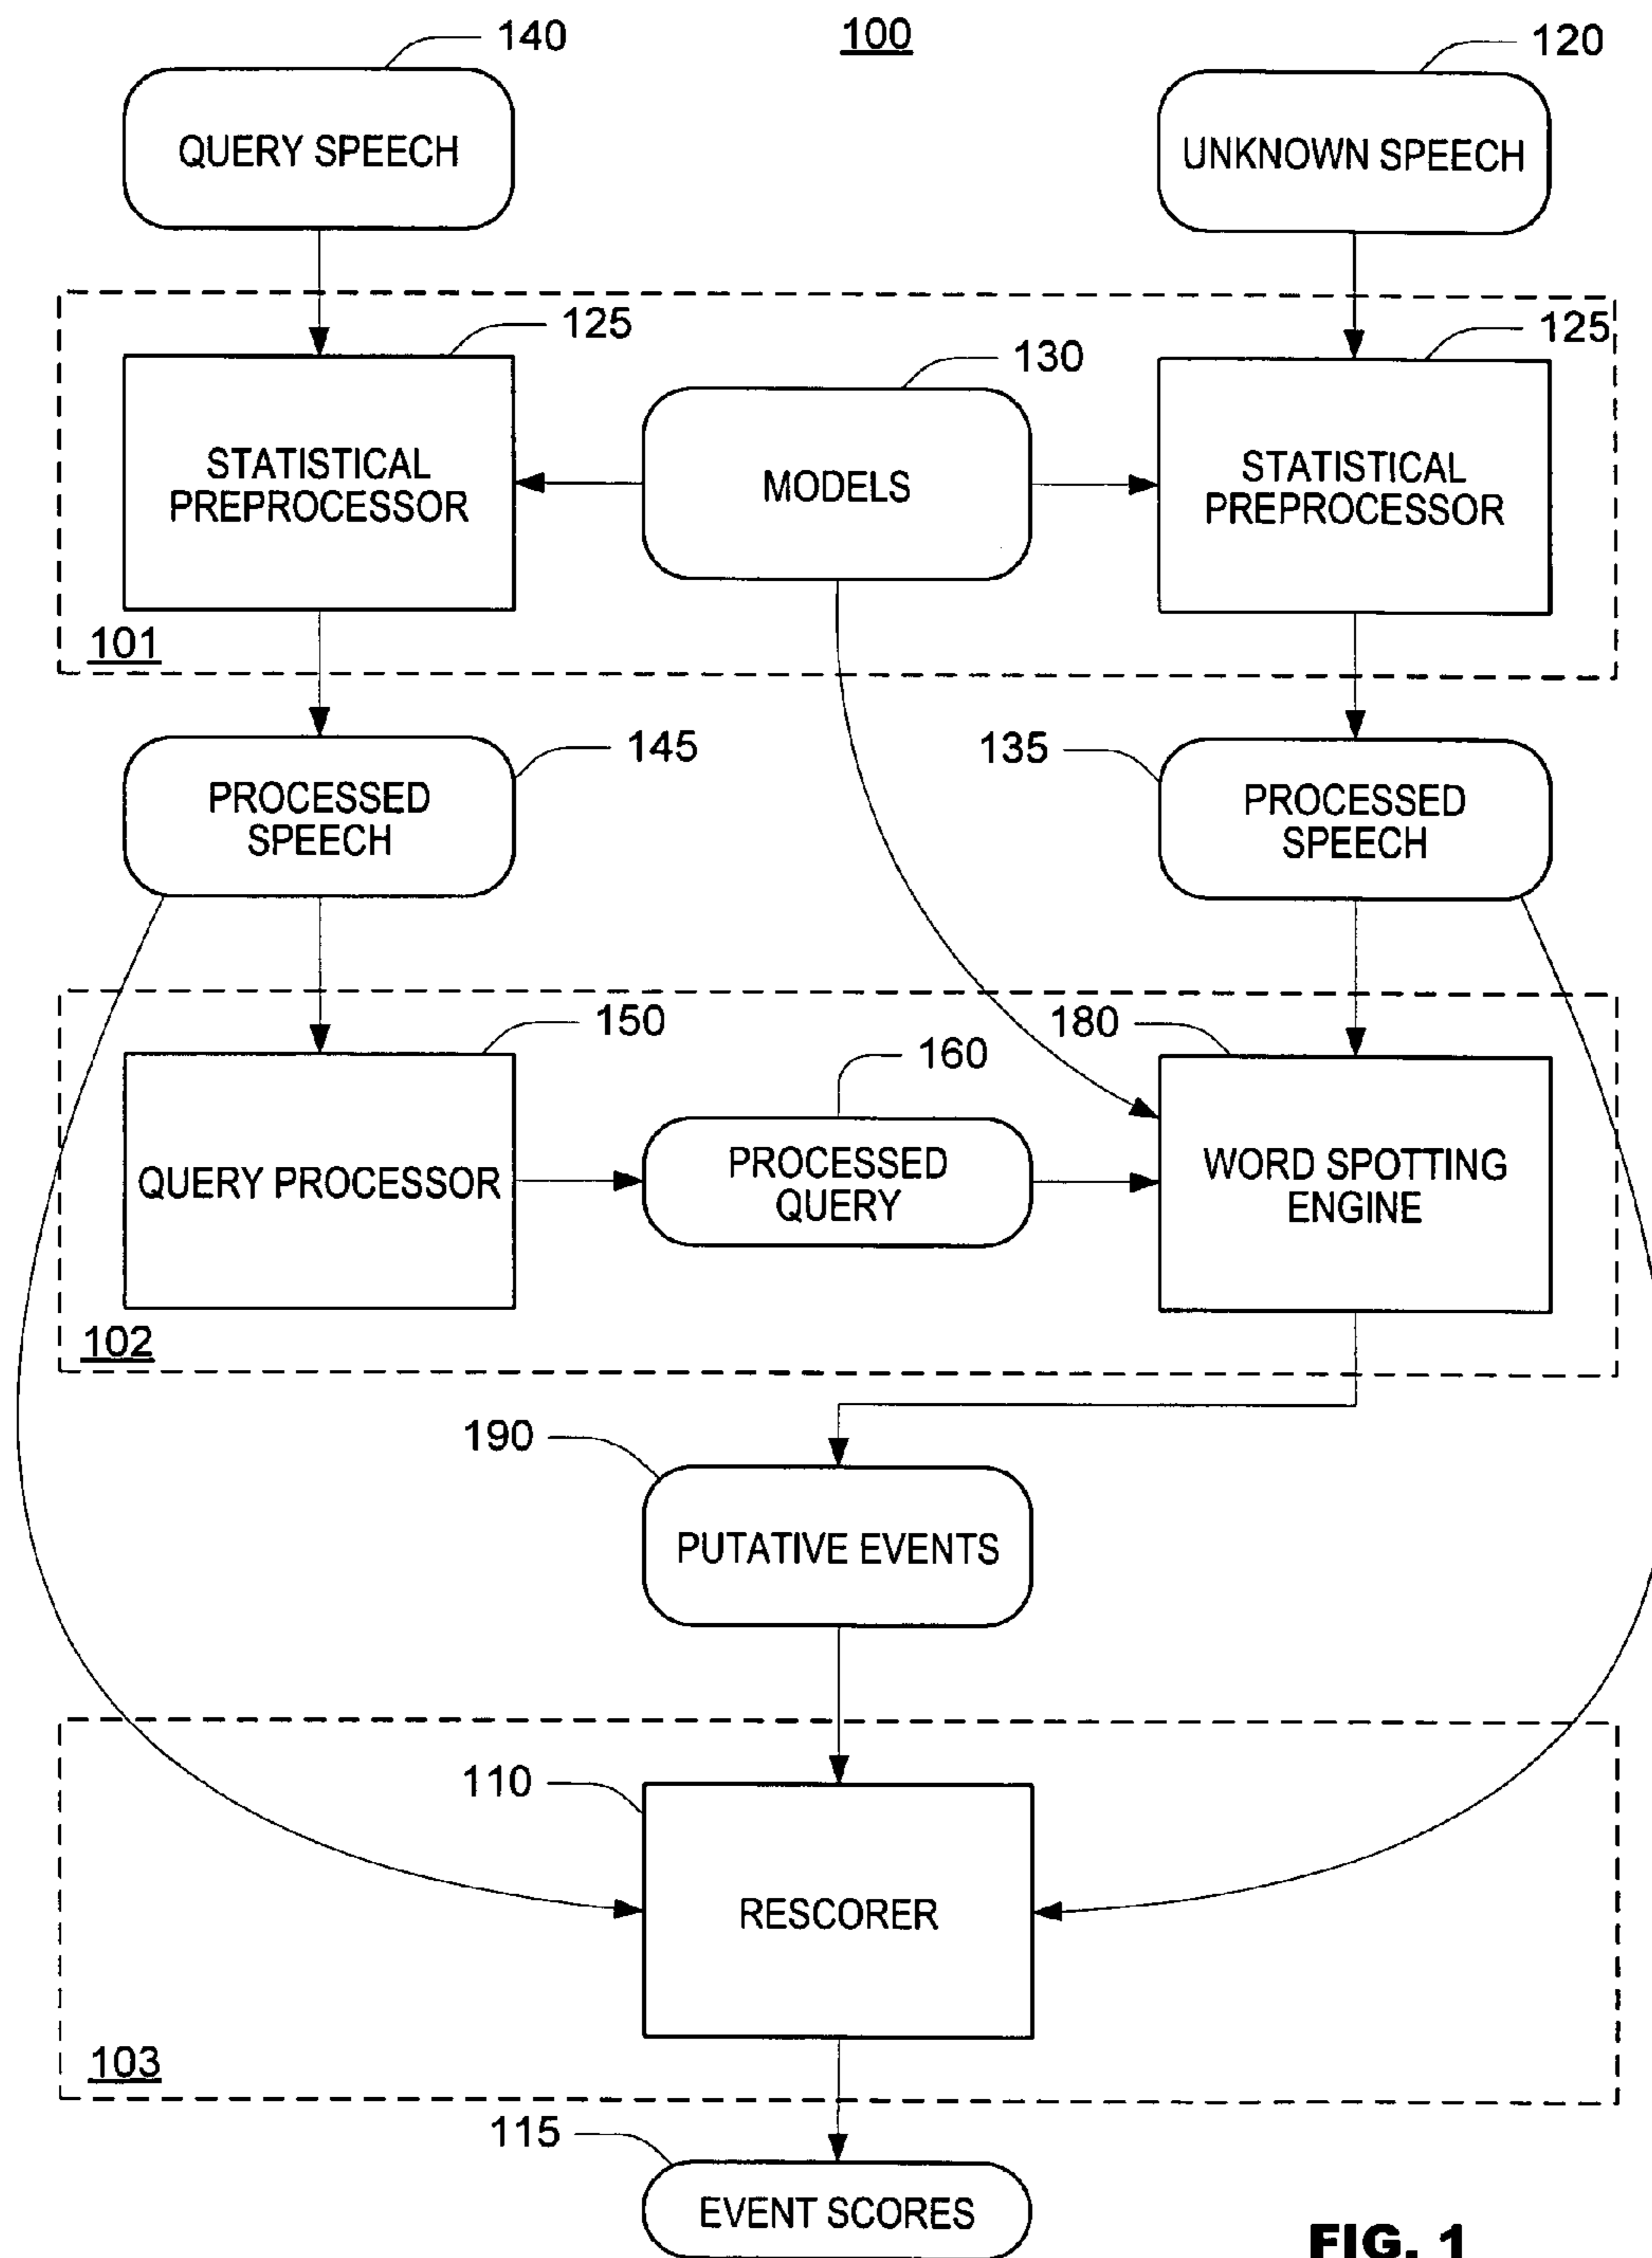 140
100
120
QUERY SPEECH
UNKNOWN SPEECH
125
130
125
STATISTICAL
PREPROCESSOR
MODELS
STATISTICAL
PREPROCESSOR
101
145
135
PROCESSED
SPEECH
PROCESSED
SPEECH
150
160
180
QUERY PROCESSOR
PROCESSED
QUERY
WORD SPOTTING
ENGINE
102
190
PUTATIVE EVENTS
110
RESCORER
103
115
EVENT SCORES
FIG. 1